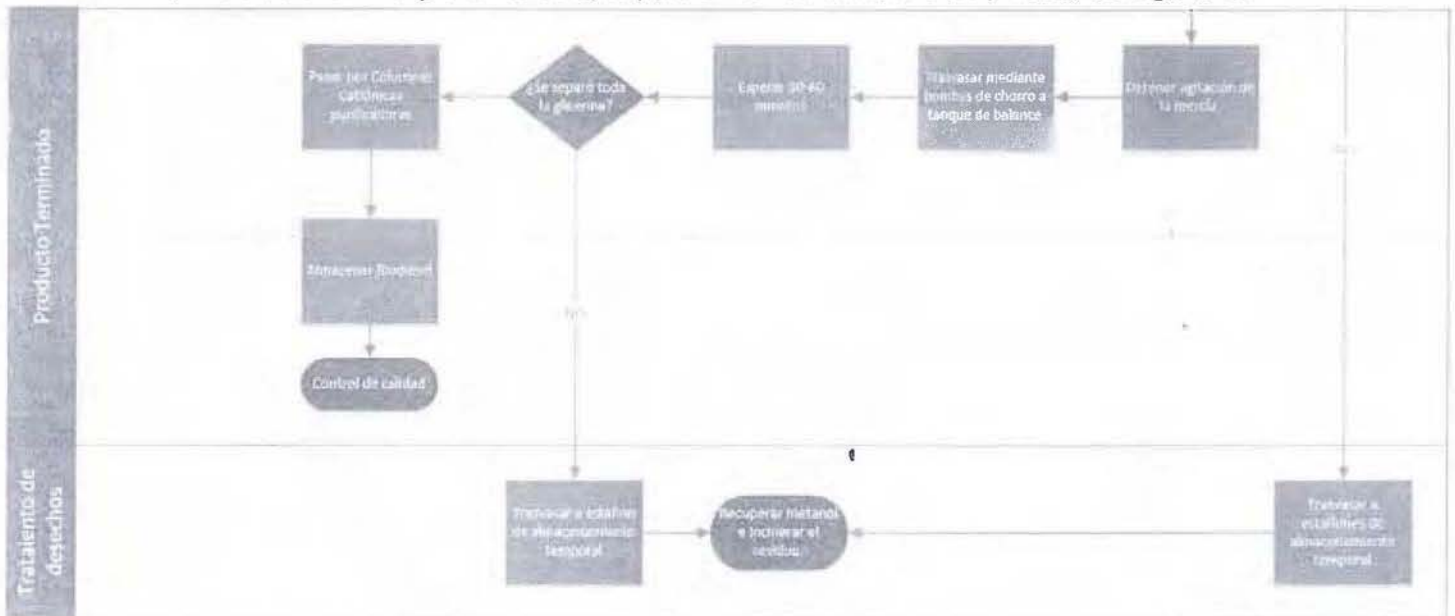 Producto Terminado
Pasar por Columnas
Catiónicas
purificadoras
¿Se separó toda
la glicerina?
Esperar 30-60
minutos
Trasvasar mediante
bombas de chorro a
tanque de balance
Detener agitación de
la mezcla
Almacenar Biodiesel
Control de calidad
Trataiento de
desechos
Trasvasar a
de almacenamiento
temporal
Recuperar metanol
e Incinerar el
residuo
Trasvasar a
estañones de
almacenamiento
temporal